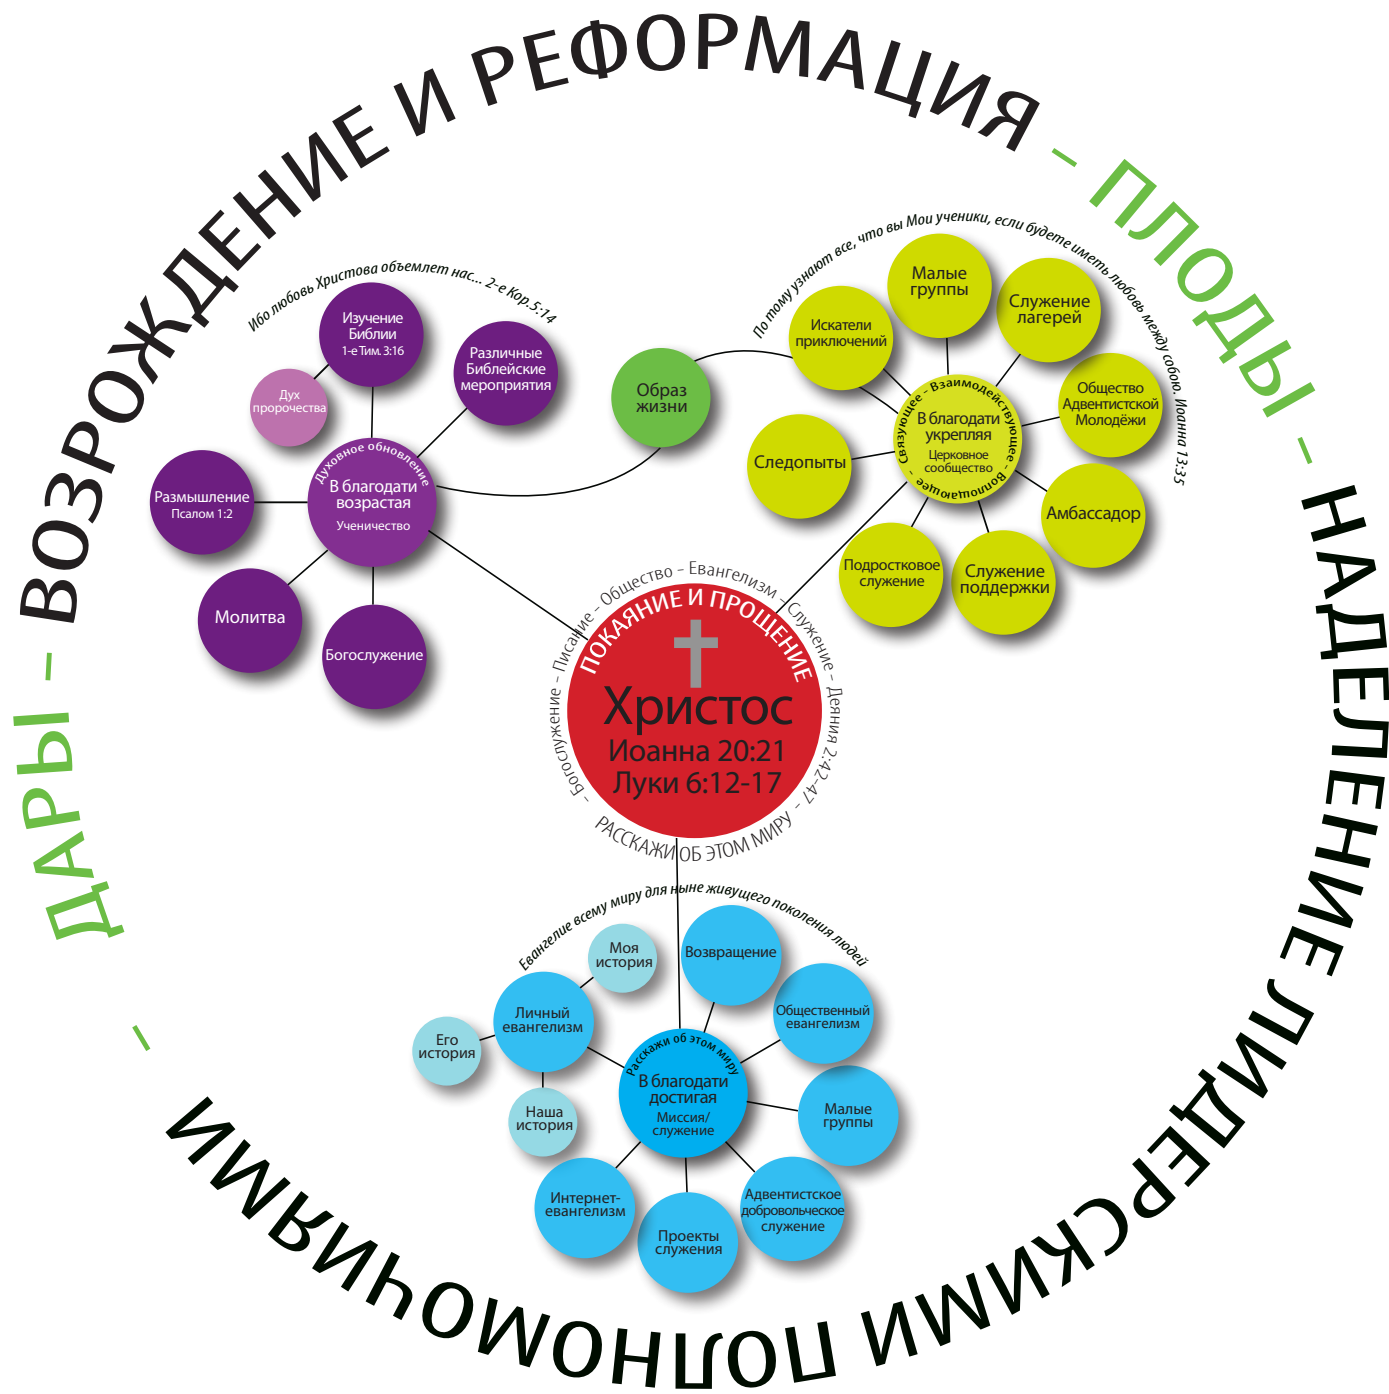 ВОЗРОЖДЕНИЕ И РЕФОРМАЦИЯ – ПЛОДЫ – НАДЕЛЕНИЕ ЛИДЕРСКИМИ ПОЛНОМОЧИЯМИ – ДАРЫ –
Ибо любовь Христова объемлет нас... 2-е Кор.5:14
Изучение
Библии
1-е Тим. 3:16
Различные
Библейские
мероприятия
Дух
пророчества
Духовное обновление
В благодати
возрастая
Ученичество
Размышление
Псалом 1:2
Молитва
Богослужение
Образ
жизни
По тому узнают все, что вы Мои ученики, если будете иметь любовь между собою. Иоанна 13:35
Малые
группы
Служение
лагерей
Искатели
приключений
Общество
Адвентистской
Молодёжи
Связующее – Взаимодействующее – Воплощающее –
В благодати
укрепляя
Церковное
сообщество
Следопыты
Амбассадор
Подростковое
служение
Служение
поддержки
– Богослужение – Писание – Общество – Евангелизм – Служение – Деяния 2:42-47 –
ПОКАЯНИЕ И ПРОЩЕНИЕ
Христос
Иоанна 20:21
Луки 6:12-17
РАССКАЖИ ОБ ЭТОМ МИРУ
Евангелие всему миру для ныне живущего поколения людей
Моя
история
Возвращение
Личный
евангелизм
Общественный
евангелизм
Его
история
Расскажи об этом миру
В благодати
достигая
Миссия/
служение
Наша
история
Малые
группы
Интернет-
евангелизм
Проекты
служения
Адвентистское
добровольческое
служение